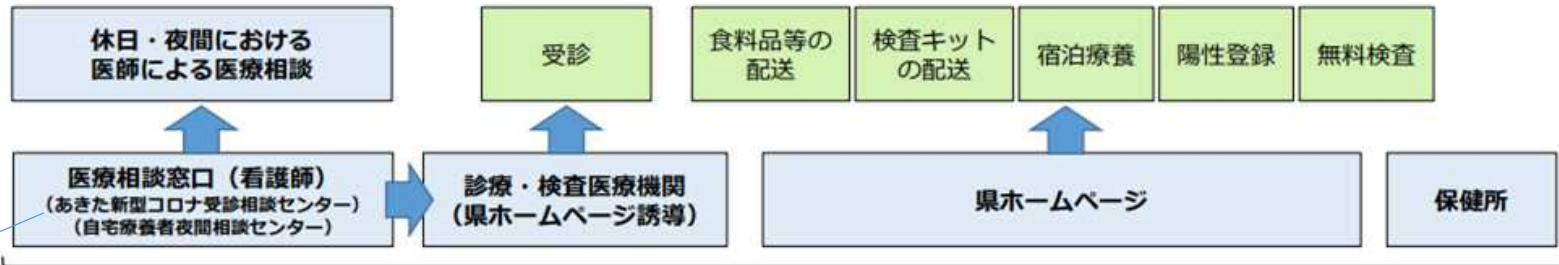 休日・夜間における
医師による医療相談
受診
食料品等の
配送
検査キット
の配送
宿泊療養
陽性登録
無料検査
医療相談窓口（看護師）
（あきた新型コロナ受診相談センター）
（自宅療養者夜間相談センター）
診療・検査医療機関
（県ホームページ誘導）
県ホームページ
保健所